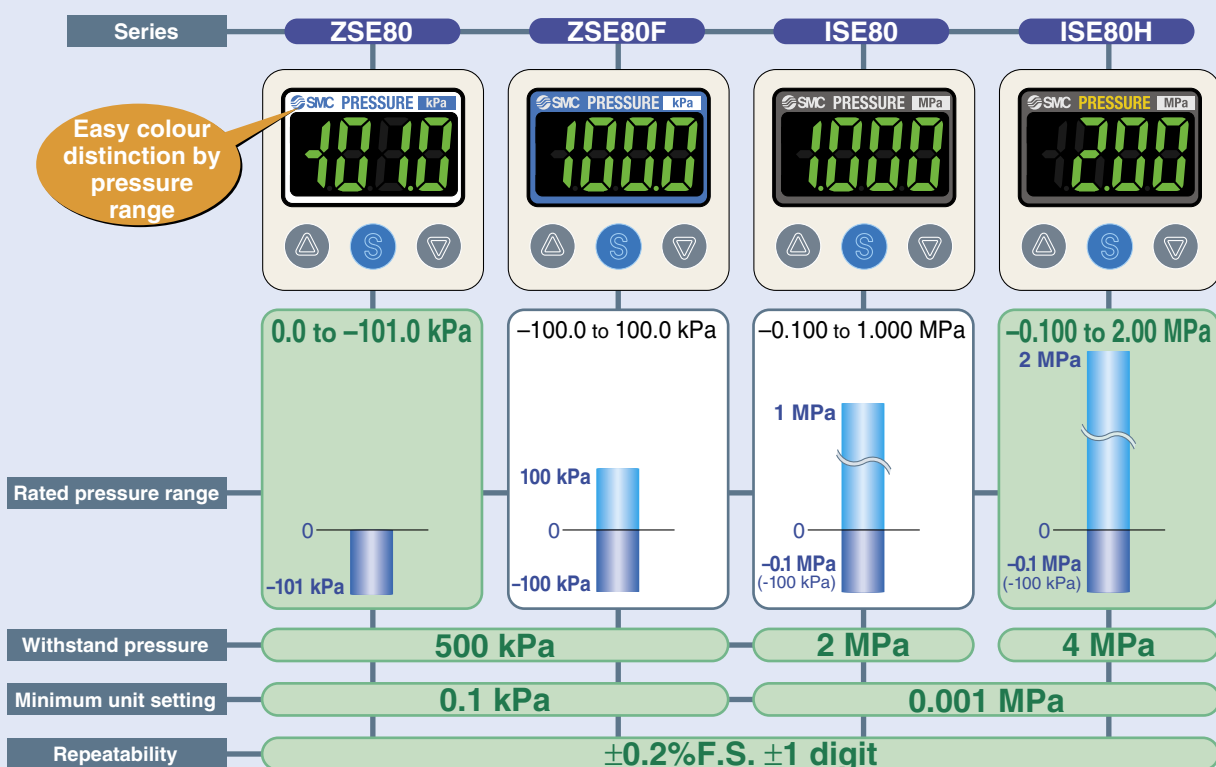 Series
ZSE80
ZSE80F
ISE80
ISE80H
Easy colour
distinction by
pressure
range
SMC PRESSURE kPa
-101.0
SMC PRESSURE kPa
100.0
SMC PRESSURE MPa
1.000
SMC PRESSURE MPa
2.00
S
S
S
S
0.0 to –101.0 kPa
–100.0 to 100.0 kPa
–0.100 to 1.000 MPa
–0.100 to 2.00 MPa
Rated pressure range
0
–101 kPa
100 kPa
0
–100 kPa
1 MPa
0
–0.1 MPa
(-100 kPa)
2 MPa
0
–0.1 MPa
(-100 kPa)
Withstand pressure
500 kPa
2 MPa
4 MPa
Minimum unit setting
0.1 kPa
0.001 MPa
Repeatability
±0.2%F.S. ±1 digit